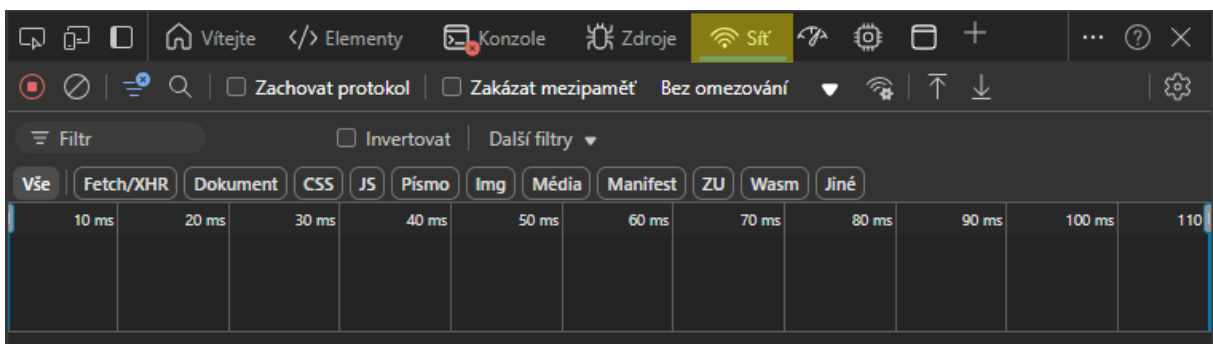 Vítejte </> Elementy Konzole Zdroje Síť
Zachovat protokol Zakázat mezipaměť Bez omezování
Filtr Invertovat Další filtry
Vše Fetch/XHR Dokument CSS JS Písmo Img Média Manifest ZU Wasm Jiné
10 ms 20 ms 30 ms 40 ms 50 ms 60 ms 70 ms 80 ms 90 ms 100 ms 110